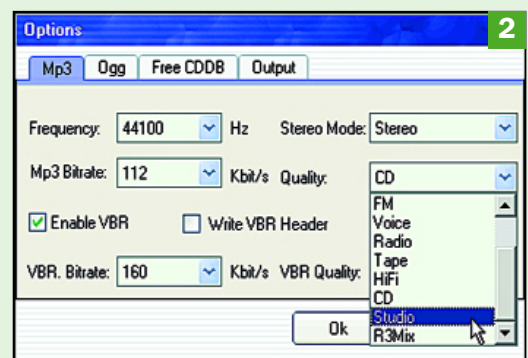 Options
2
Mp3 Ogg Free CDDB Output
Frequency: 44100 Hz Stereo Mode: Stereo
Mp3 Bitrate: 112 Kbit/s Quality: CD
FM
Enable VBR Write VBR Header Voice
Radio
Tape
VBR. Bitrate: 160 Kbit/s VBR Quality: HiFi
CD
Studio
Ok R3Mix